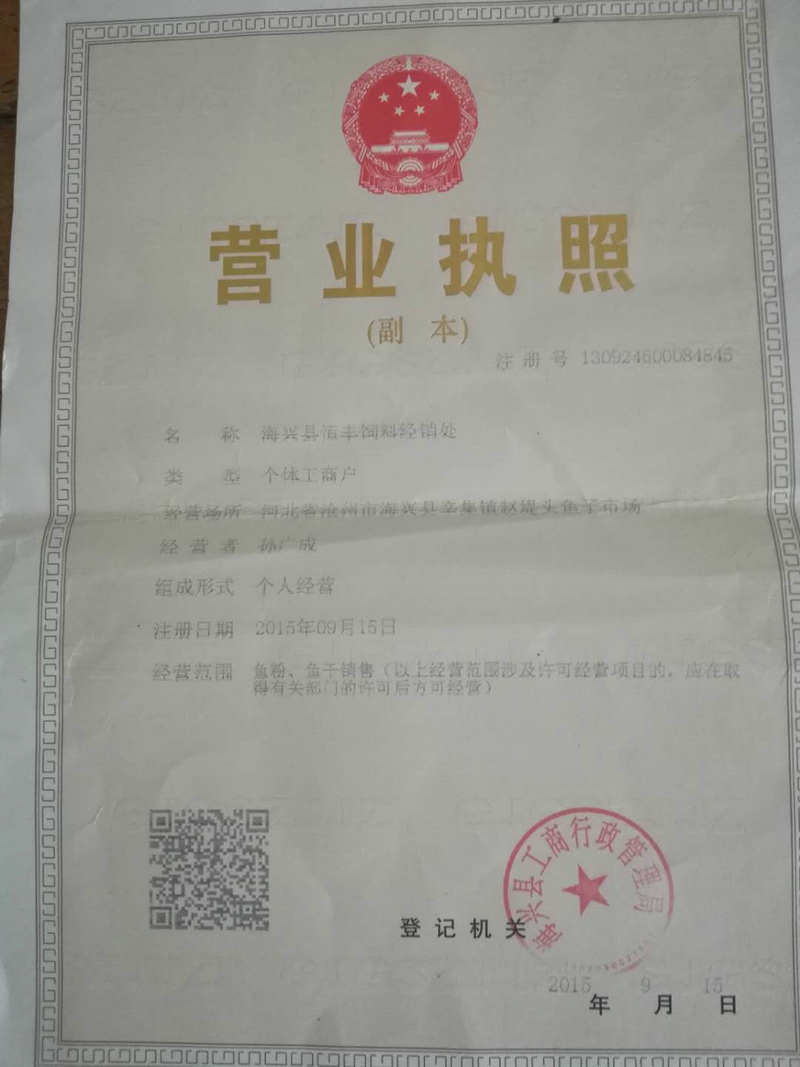 营业执照
(副 本)
注册号 130924600084845
名 称 海兴县 丰饲料经销处
类 型 个体工商户
经营场所 河北省沧州市海兴县辛集镇赵堤头鱼子市场
经营者 孙广成
组成形式 个人经营
注册日期 2015年09月15日
经营范围 鱼粉、鱼干销售（以上经营范围涉及许可经营项目的，应在取
得有关部门的许可后方可经营）
海兴县工商行政管理局
登记机关
2015年 9月 15日